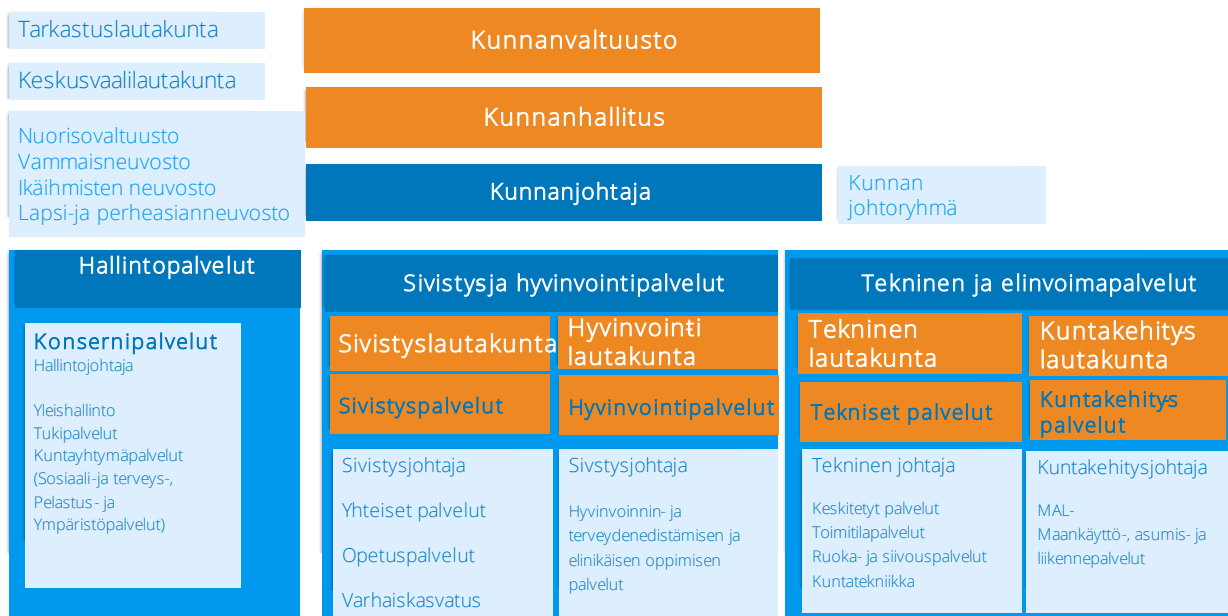 Tarkastuslautakunta
Keskusvaalilautakunta
Nuorisovaltuusto
Vammaisneuvosto
Ikäihmisten neuvosto
Lapsi-ja perheasianneuvosto
Kunnanvaltuusto
Kunnanhallitus
Kunnanjohtaja
Kunnan
johtoryhmä
Hallintopalvelut
Konsernipalvelut
Hallintojohtaja
Yleishallinto
Tukipalvelut
Kuntayhtymäpalvelut
(Sosiaali-ja terveys-,
Pelastus- ja
Ympäristöpalvelut)
Sivistysja hyvinvointipalvelut
Sivistyslautakunta
Sivistyspalvelut
Sivistysjohtaja
Yhteiset palvelut
Opetuspalvelut
Varhaiskasvatus
Hyvinvointi-
lautakunta
Hyvinvointipalvelut
Sivstysjohtaja
Hyvinvoinnin- ja
terveydenedistämisen ja
elinikäisen oppimisen
palvelut
Tekninen ja elinvoimapalvelut
Tekninen
lautakunta
Tekniset palvelut
Tekninen johtaja
Keskitetyt palvelut
Toimitilapalvelut
Ruoka- ja siivouspalvelut
Kuntatekniikka
Kuntakehitys-
lautakunta
Kuntakehitys-
palvelut
Kuntakehitysjohtaja
MAL-
Maankäyttö-, asumis- ja
liikennepalvelut